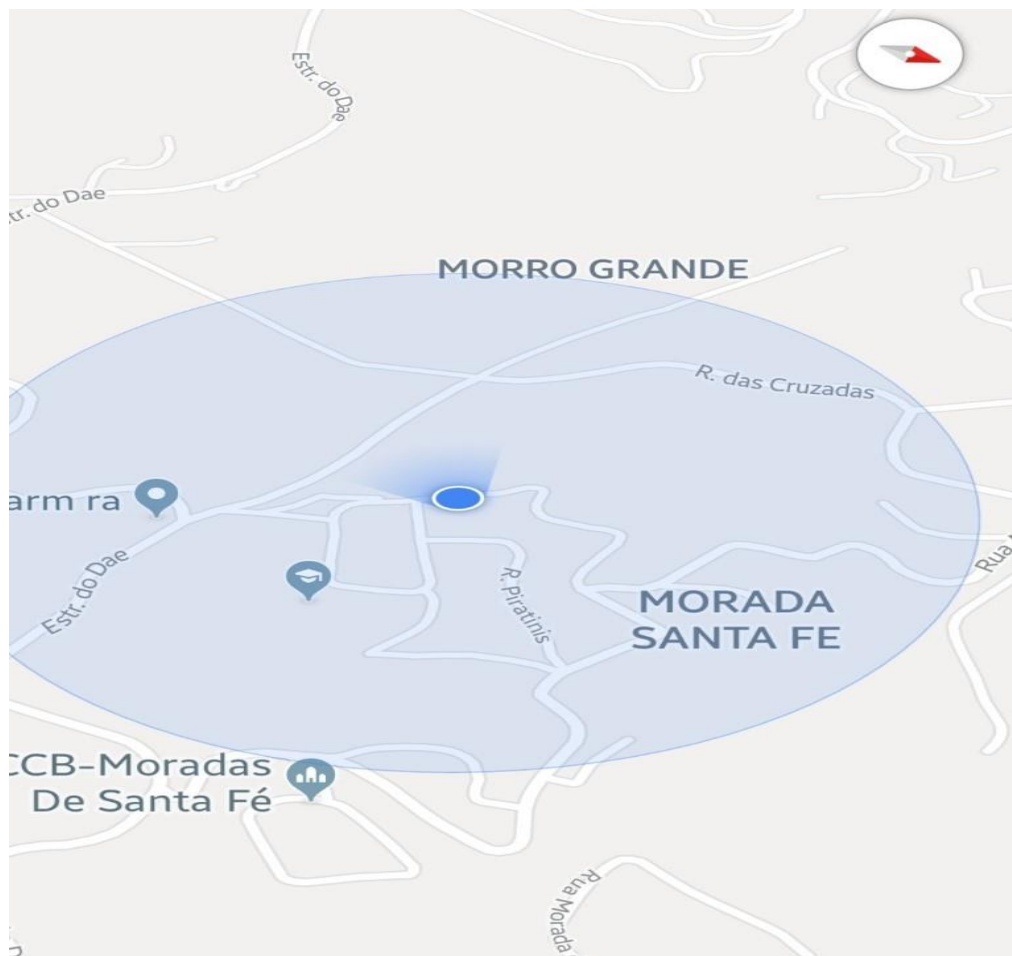 Estr. do Dae
tr. do Dae
MORRO GRANDE
R. das Cruzadas
arm ra
Estr. do Dae
R. Piratinis
Rua
MORADA
SANTA FE
CCB-Moradas
De Santa Fé
Rua Morada